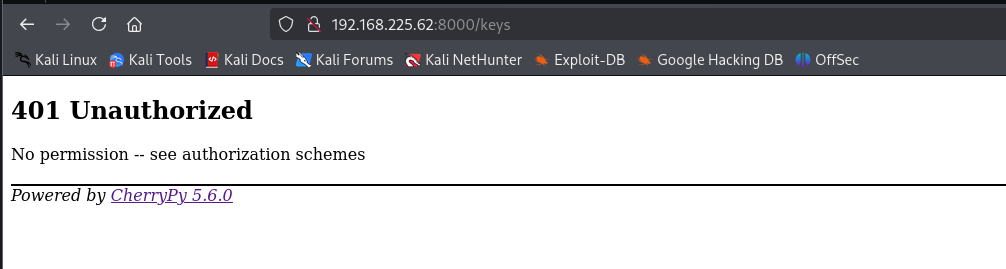 192.168.225.62:8000/keys
Kali Linux Kali Tools Kali Docs Kali Forums Kali NetHunter Exploit-DB Google Hacking DB OffSec
401 Unauthorized
No permission -- see authorization schemes
Powered by CherryPy 5.6.0